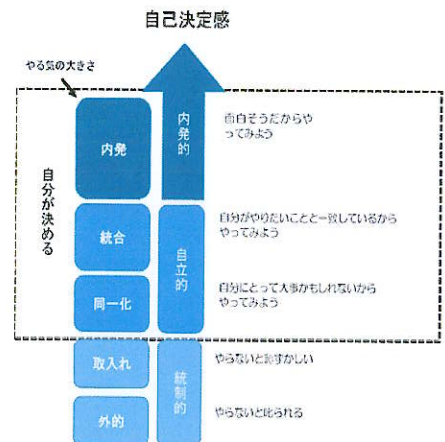 自己決定感
やる気の大きさ
内発
内発的
面白そうだからや
ってみよう
自分が決める
統合
自立的
自分がやりたいことと一致しているから
やってみよう
同一化
自分にとって大事かもしれないから
やってみよう
取入れ
統制的
やらないと恥ずかしい
外的
やらないと叱られる